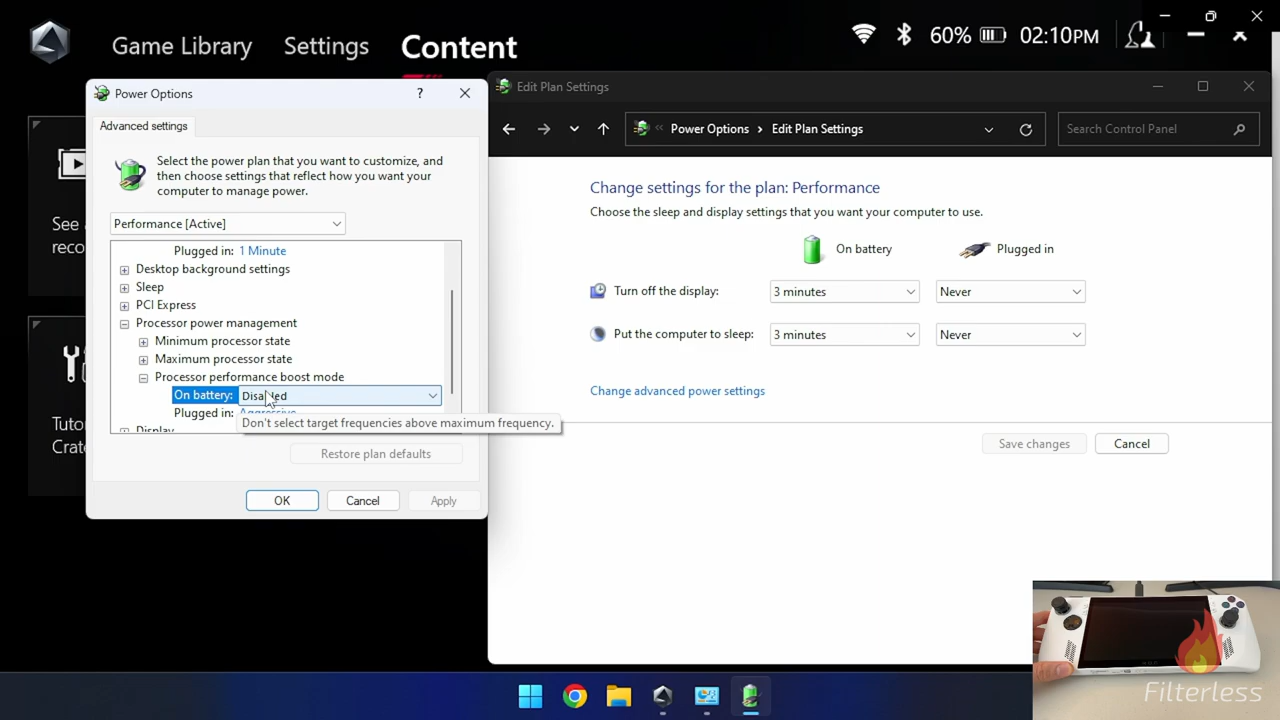 Game Library
Settings
Content
60%
02:10PM
Power Options
?
Advanced settings
Select the power plan that you want to customize, and
then choose settings that reflect how you want your
computer to manage power.
Performance [Active]
Plugged in: 1 Minute
Desktop background settings
Sleep
PCI Express
Processor power management
Minimum processor state
Maximum processor state
Processor performance boost mode
On battery: Disabled
Plugged in: Aggressive
Display
Don't select target frequencies above maximum frequency.
Restore plan defaults
OK
Cancel
Apply
Edit Plan Settings
« Power Options > Edit Plan Settings
Search Control Panel
Change settings for the plan: Performance
Choose the sleep and display settings that you want your computer to use.
On battery
Plugged in
Turn off the display:
3 minutes
Never
Put the computer to sleep:
3 minutes
Never
Change advanced power settings
Save changes
Cancel
See
reco
Tuto
Crate
Filterless